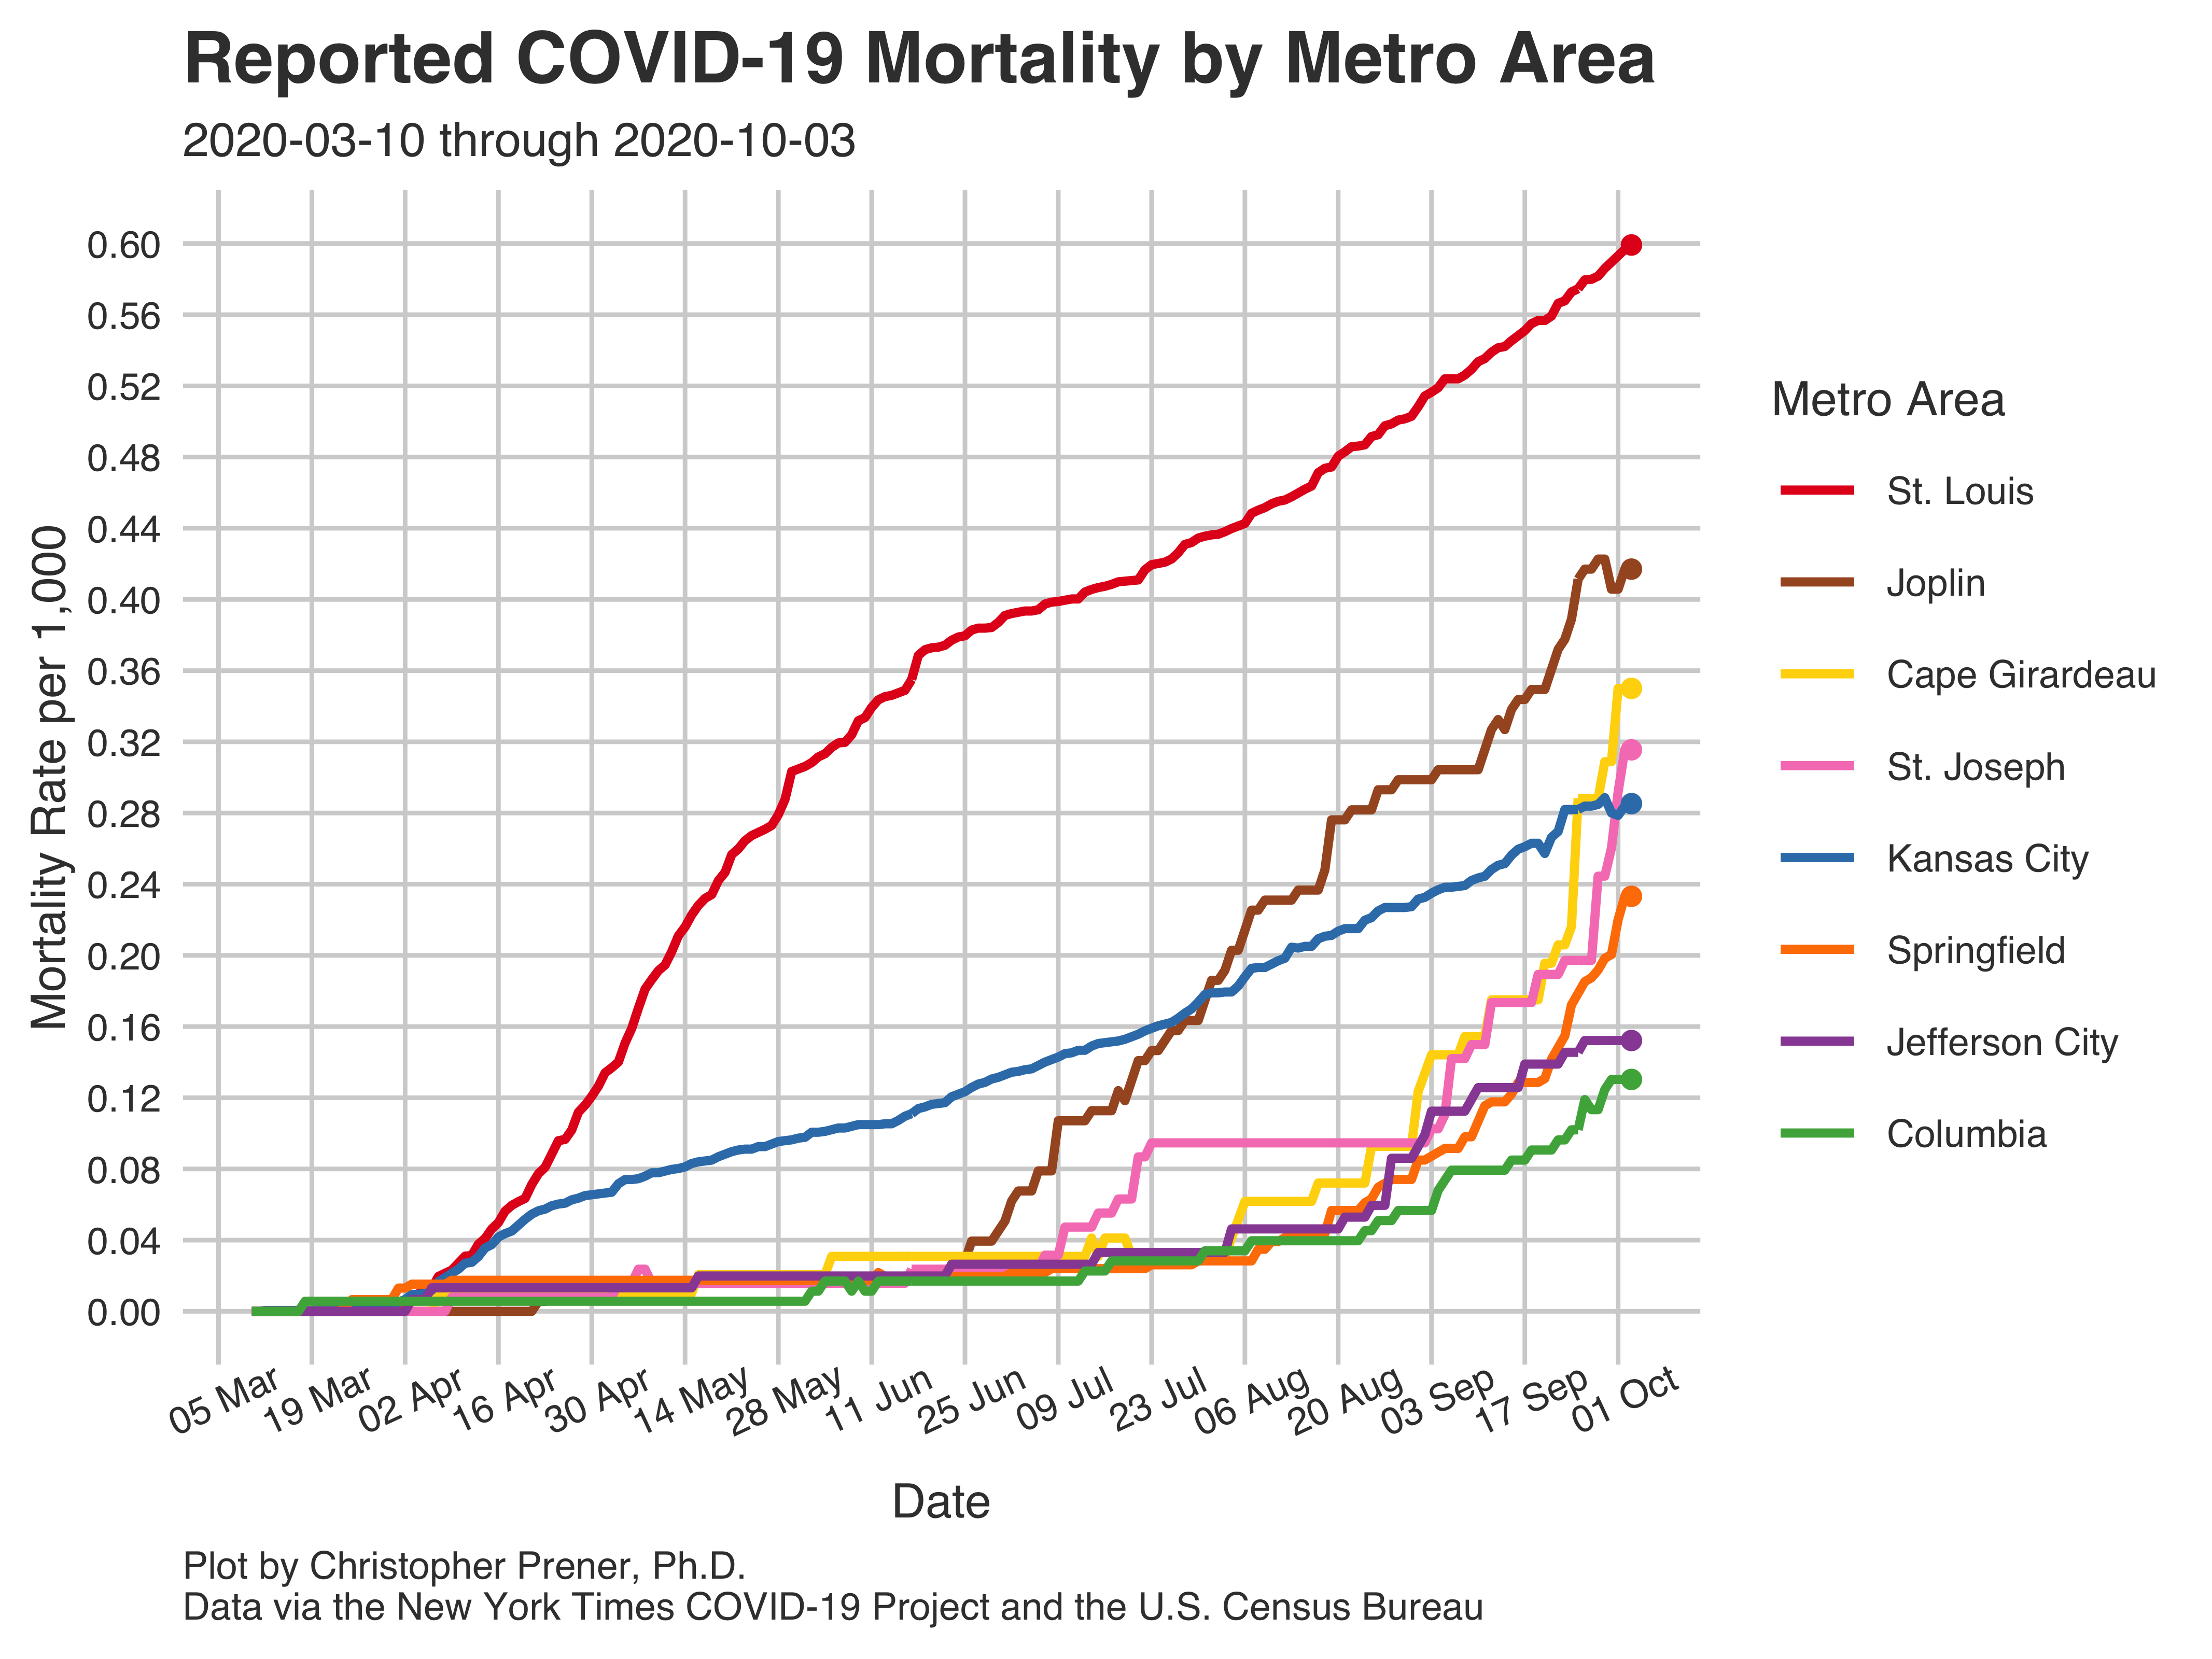 Reported COVID-19 Mortality by Metro Area
2020-03-10 through 2020-10-03
Mortality Rate per 1,000
0.60
0.56
0.52
0.48
0.44
0.40
0.36
0.32
0.28
0.24
0.20
0.16
0.12
0.08
0.04
0.00
05 Mar
19 Mar
02 Apr
16 Apr
30 Apr
14 May
28 May
11 Jun
25 Jun
09 Jul
23 Jul
06 Aug
20 Aug
03 Sep
17 Sep
01 Oct
Date
Metro Area
St. Louis
Joplin
Cape Girardeau
St. Joseph
Kansas City
Springfield
Jefferson City
Columbia
Plot by Christopher Prener, Ph.D.
Data via the New York Times COVID-19 Project and the U.S. Census Bureau